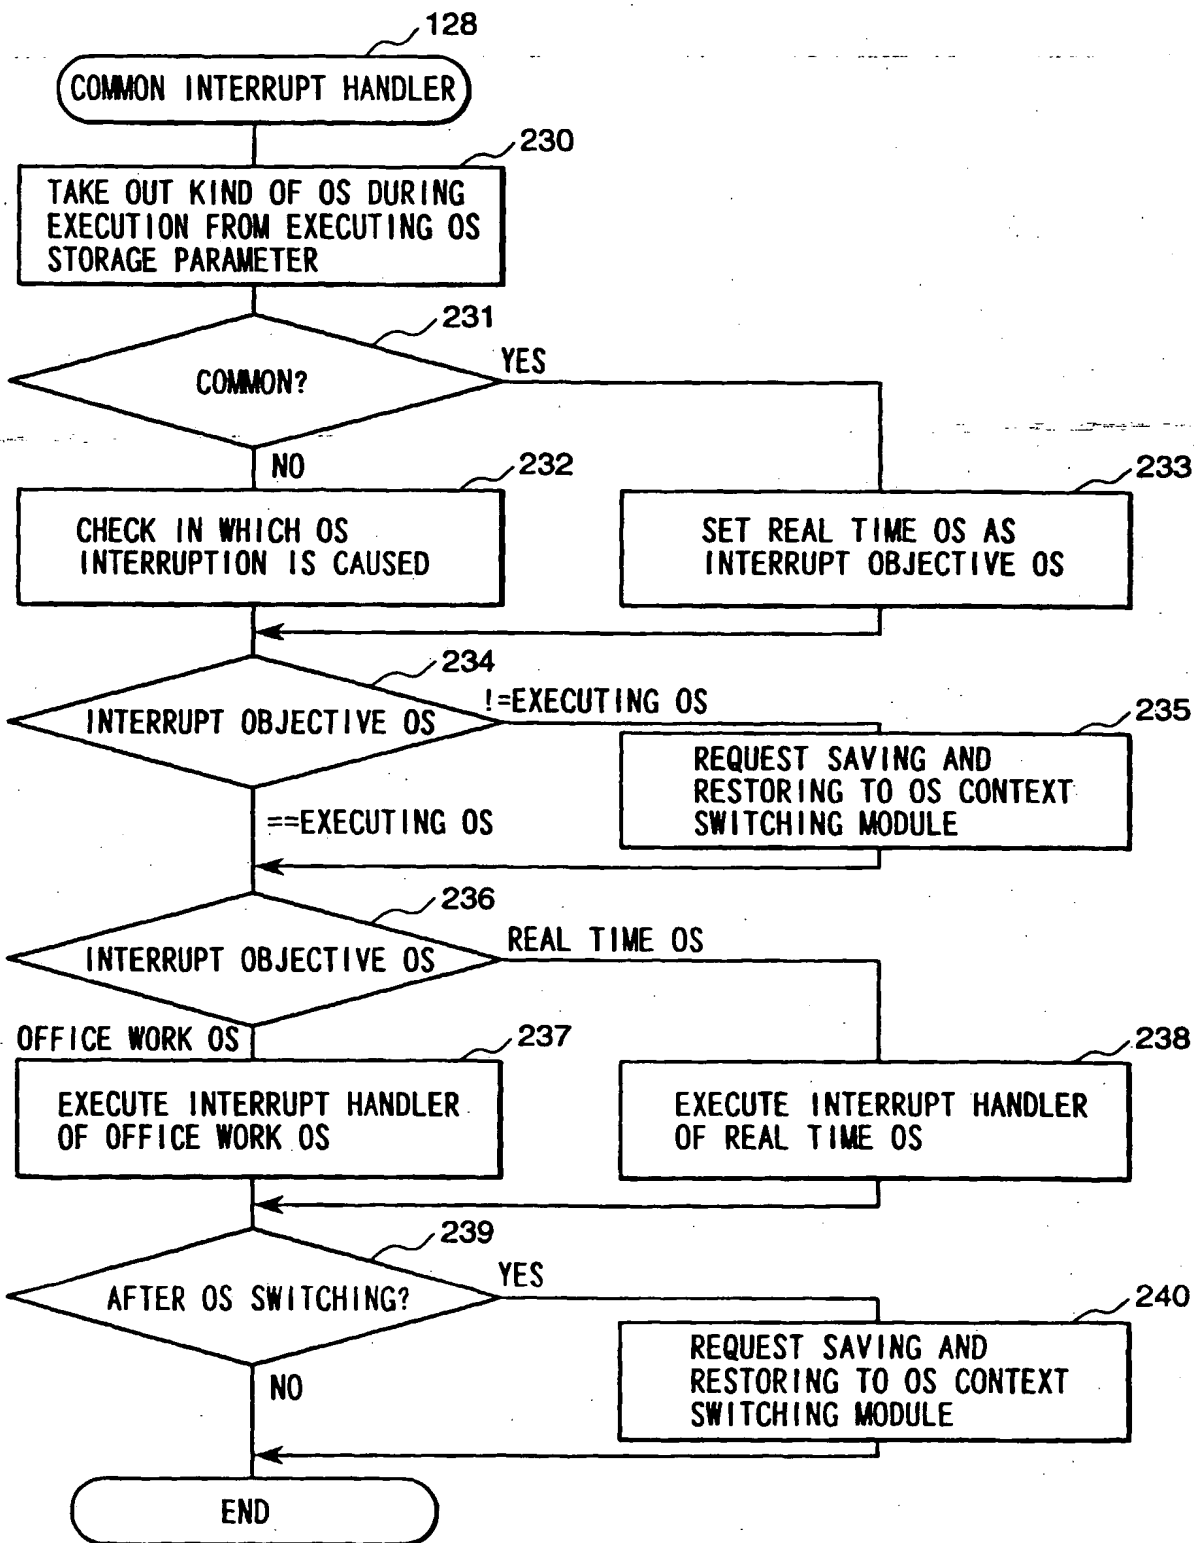 128
COMMON INTERRUPT HANDLER
230
TAKE OUT KIND OF OS DURING
EXECUTION FROM EXECUTING OS
STORAGE PARAMETER
231
COMMON?
YES
NO
232
CHECK IN WHICH OS
INTERRUPTION IS CAUSED
233
SET REAL TIME OS AS
INTERRUPT OBJECTIVE OS
234
INTERRUPT OBJECTIVE OS
!=EXECUTING OS
235
REQUEST SAVING AND
RESTORING TO OS CONTEXT
SWITCHING MODULE
==EXECUTING OS
236
INTERRUPT OBJECTIVE OS
REAL TIME OS
OFFICE WORK OS
237
EXECUTE INTERRUPT HANDLER
OF OFFICE WORK OS
238
EXECUTE INTERRUPT HANDLER
OF REAL TIME OS
239
AFTER OS SWITCHING?
YES
240
REQUEST SAVING AND
RESTORING TO OS CONTEXT
SWITCHING MODULE
NO
END